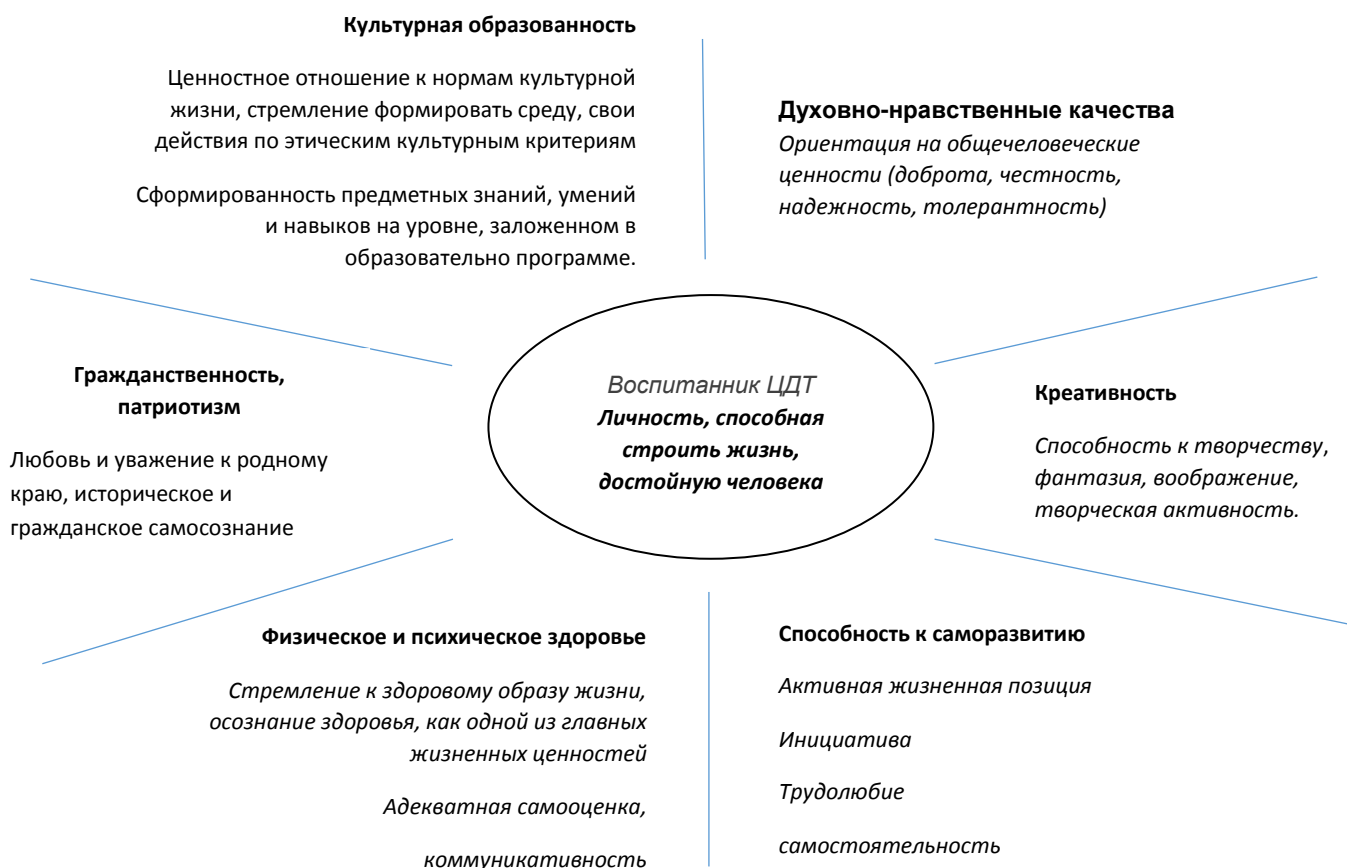 Культурная образованность
Ценностное отношение к нормам культурной
жизни, стремление формировать среду, свои
действия по этическим культурным критериям
Сформированность предметных знаний, умений
и навыков на уровне, заложенном в
образовательно программе.
Духовно-нравственные качества
Ориентация на общечеловеческие
ценности (доброта, честность,
надежность, толерантность)
Гражданственность,
патриотизм
Любовь и уважение к родному
краю, историческое и
гражданское самосознание
Воспитанник ЦДТ
Личность, способная
строить жизнь,
достойную человека
Креативность
Способность к творчеству,
фантазия, воображение,
творческая активность.
Физическое и психическое здоровье
Стремление к здоровому образу жизни,
осознание здоровья, как одной из главных
жизненных ценностей
Адекватная самооценка,
коммуникативность
Способность к саморазвитию
Активная жизненная позиция
Инициатива
Трудолюбие
самостоятельность